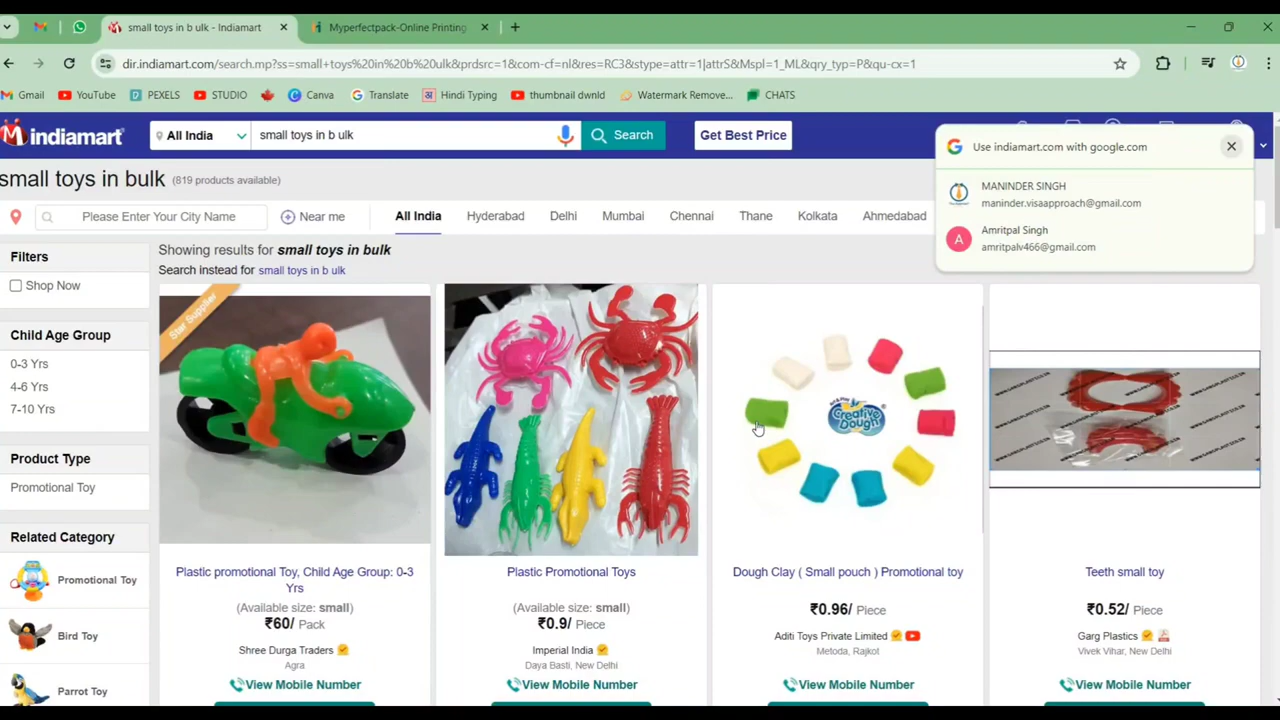 small toys in b ulk - Indiamart
Myperfectpack-Online Printing
dir.indiamart.com/search.mp?ss=small+toys%20in%20b%20ulk&prdsrc=1&com-cf=nl&res=RC3&stype=attr=1|attrS&Mspl=1_ML&qry_typ=P&qu-cx=1
Gmail YouTube PEXELS STUDIO Canva Translate Hindi Typing thumbnail dwnld Watermark Remove... CHATS
indiamart All India small toys in b ulk Search Get Best Price
Use indiamart.com with google.com
MANINDER SINGH
maninder.visaapproach@gmail.com
A
Amritpal Singh
amritpalv466@gmail.com
small toys in bulk (819 products available)
Please Enter Your City Name Near me All India Hyderabad Delhi Mumbai Chennai Thane Kolkata Ahmedabad
Filters
Shop Now
Child Age Group
0-3 Yrs
4-6 Yrs
7-10 Yrs
Product Type
Promotional Toy
Related Category
Promotional Toy
Bird Toy
Parrot Toy
Showing results for small toys in bulk
Search instead for small toys in b ulk
Star Supplier
Plastic promotional Toy, Child Age Group: 0-3
Yrs
(Available size: small)
₹60/ Pack
Shree Durga Traders
Agra
View Mobile Number
Plastic Promotional Toys
(Available size: small)
₹0.9/ Piece
Imperial India
Daya Basti, New Delhi
View Mobile Number
Creative
Dough
Dough Clay ( Small pouch ) Promotional toy
₹0.96/ Piece
Aditi Toys Private Limited
Metoda, Rajkot
View Mobile Number
Teeth small toy
₹0.52/ Piece
Garg Plastics
Vivek Vihar, New Delhi
View Mobile Number